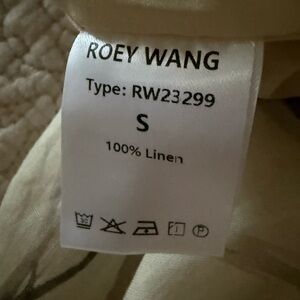 ROEY WANG
Type: RW23299
S
100% Linen